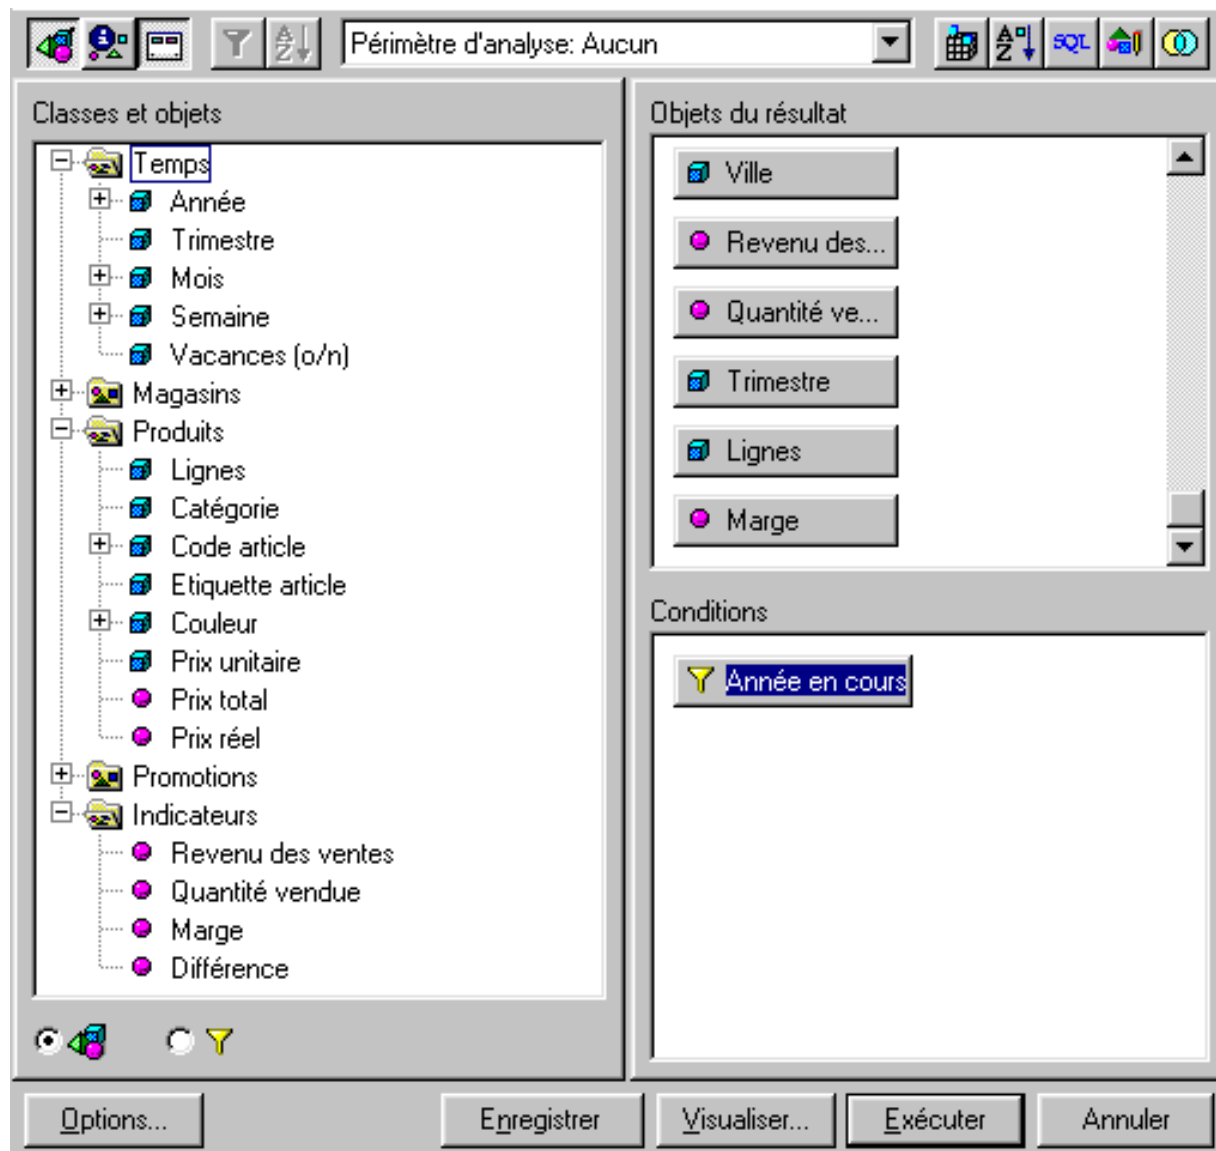 A Z
Périmètre d'analyse: Aucun
A Z
SQL
Classes et objets
Temps
Année
Trimestre
Mois
Semaine
Vacances (o/n)
Magasins
Produits
Lignes
Catégorie
Code article
Etiquette article
Couleur
Prix unitaire
Prix total
Prix réel
Promotions
Indicateurs
Revenu des ventes
Quantité vendue
Marge
Différence
Objets du résultat
Ville
Revenu des...
Quantité ve...
Trimestre
Lignes
Marge
Conditions
Année en cours
Options...
Enregistrer
Visualiser...
Exécuter
Annuler